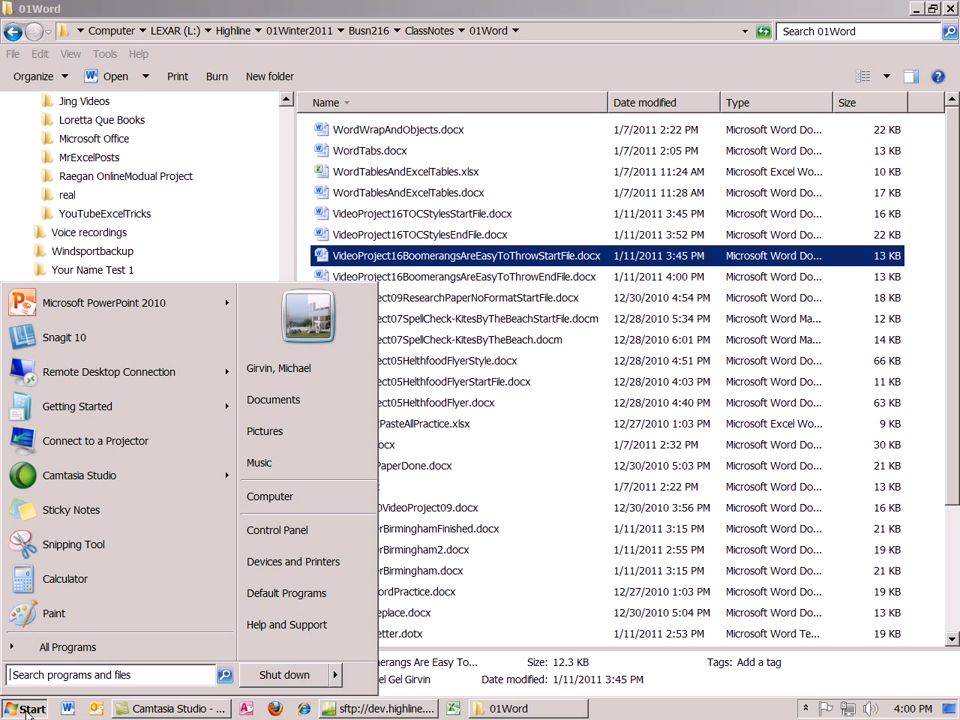 01Word
Computer LEXAR (L:) Highline 01Winter2011 Busn216 ClassNotes 01Word Search 01Word
File Edit View Tools Help
Organize Open Print Burn New folder
Name Date modified Type Size
Jing Videos
Loretta Que Books
Microsoft Office
MrExcelPosts
Raegan OnlineModual Project
real
YouTubeExcelTricks
Voice recordings
Windsportbackup
Your Name Test 1
WordWrapAndObjects.docx 1/7/2011 2:22 PM Microsoft Word Do... 22 KB
WordTabs.docx 1/7/2011 2:05 PM Microsoft Word Do... 13 KB
WordTablesAndExcelTables.xlsx 1/7/2011 11:24 AM Microsoft Excel Wo... 10 KB
WordTablesAndExcelTables.docx 1/7/2011 11:28 AM Microsoft Word Do... 17 KB
VideoProject16TOCStylesStartFile.docx 1/11/2011 3:45 PM Microsoft Word Do... 16 KB
VideoProject16TOCStylesEndFile.docx 1/11/2011 3:52 PM Microsoft Word Do... 22 KB
VideoProject16BoomerangsAreEasyToThrowStartFile.docx 1/11/2011 3:45 PM Microsoft Word Do... 13 KB
VideoProject16BoomerangsAreEasyToThrowEndFile.docx 1/11/2011 4:00 PM Microsoft Word Do... 13 KB
ect09ResearchPaperNoFormatStartFile.docx 12/30/2010 4:54 PM Microsoft Word Do... 18 KB
ect07SpellCheck-KitesByTheBeachStartFile.docm 12/28/2010 5:34 PM Microsoft Word Ma... 12 KB
ect07SpellCheck-KitesByTheBeach.docm 12/28/2010 6:01 PM Microsoft Word Ma... 14 KB
ect05HelthfoodFlyerStyle.docx 12/28/2010 4:51 PM Microsoft Word Do... 66 KB
ect05HelthfoodFlyerStartFile.docx 12/28/2010 4:03 PM Microsoft Word Do... 11 KB
ect05HelthfoodFlyer.docx 12/28/2010 4:40 PM Microsoft Word Do... 63 KB
PasteAllPractice.xlsx 12/27/2010 1:03 PM Microsoft Excel Wo... 9 KB
ocx 1/7/2011 2:32 PM Microsoft Word Do... 30 KB
PaperDone.docx 12/30/2010 5:03 PM Microsoft Word Do... 21 KB
1/7/2011 12:02 PM Microsoft Word Do... 13 KB
0VideoProject09.docx 12/30/2010 3:56 PM Microsoft Word Do... 16 KB
erBirminghamFinished.docx 1/11/2011 3:15 PM Microsoft Word Do... 21 KB
erBirmingham2.docx 1/11/2011 2:55 PM Microsoft Word Do... 19 KB
erBirmingham.docx 1/11/2011 3:15 PM Microsoft Word Do... 21 KB
ordPractice.docx 12/27/2010 1:03 PM Microsoft Word Do... 15 KB
eplace.docx 12/30/2010 5:04 PM Microsoft Word Do... 13 KB
etter.dotx 1/11/2011 2:53 PM Microsoft Word Te... 19 KB
erangs Are Easy To... Size: 12.3 KB Tags: Add a tag
el Gel Girvin Date modified: 1/11/2011 3:45 PM
Microsoft PowerPoint 2010
Snagit 10
Remote Desktop Connection
Getting Started
Connect to a Projector
Camtasia Studio
Sticky Notes
Snipping Tool
Calculator
Paint
All Programs
Search programs and files
Girvin, Michael
Documents
Pictures
Music
Computer
Control Panel
Devices and Printers
Default Programs
Help and Support
Shut down
Start Camtasia Studio - ... sftp://dev.highline.... 01Word 4:00 PM